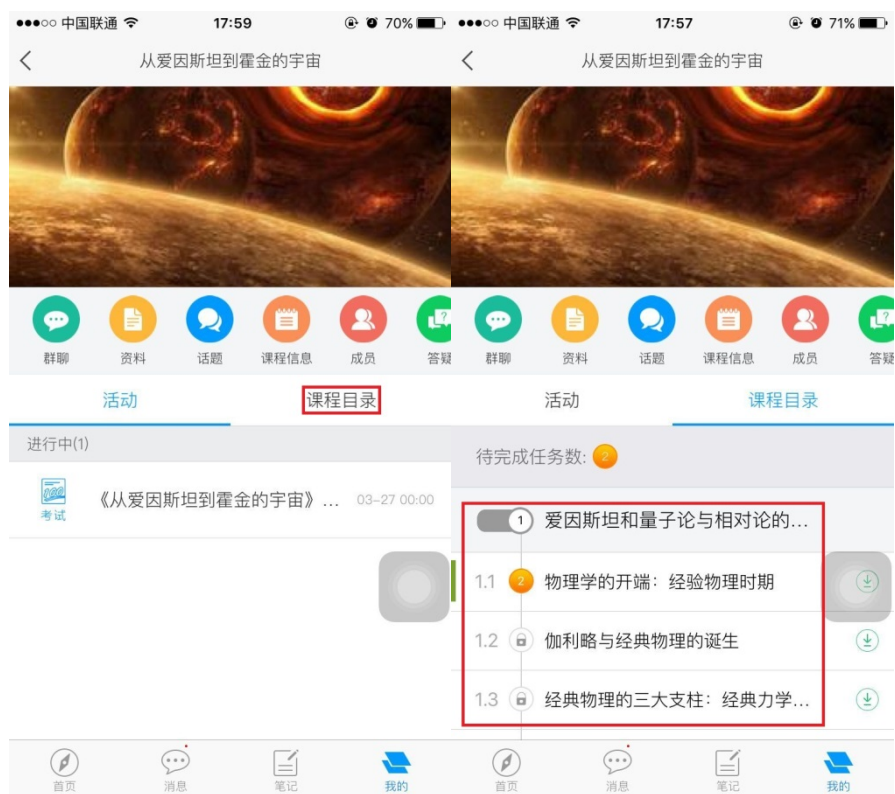 中国联通 17:59 70%
从爱因斯坦到霍金的宇宙
群聊 资料 话题 课程信息 成员 答疑
活动 课程目录
进行中(1)
考试 《从爱因斯坦到霍金的宇宙》... 03-27 00:00
首页 消息 笔记 我的
中国联通 17:57 71%
从爱因斯坦到霍金的宇宙
群聊 资料 话题 课程信息 成员 答疑
活动 课程目录
待完成任务数: 2
1 爱因斯坦和量子论与相对论的...
1.1 2 物理学的开端：经验物理时期
1.2 伽利略与经典物理的诞生
1.3 经典物理的三大支柱：经典力学...
首页 消息 笔记 我的